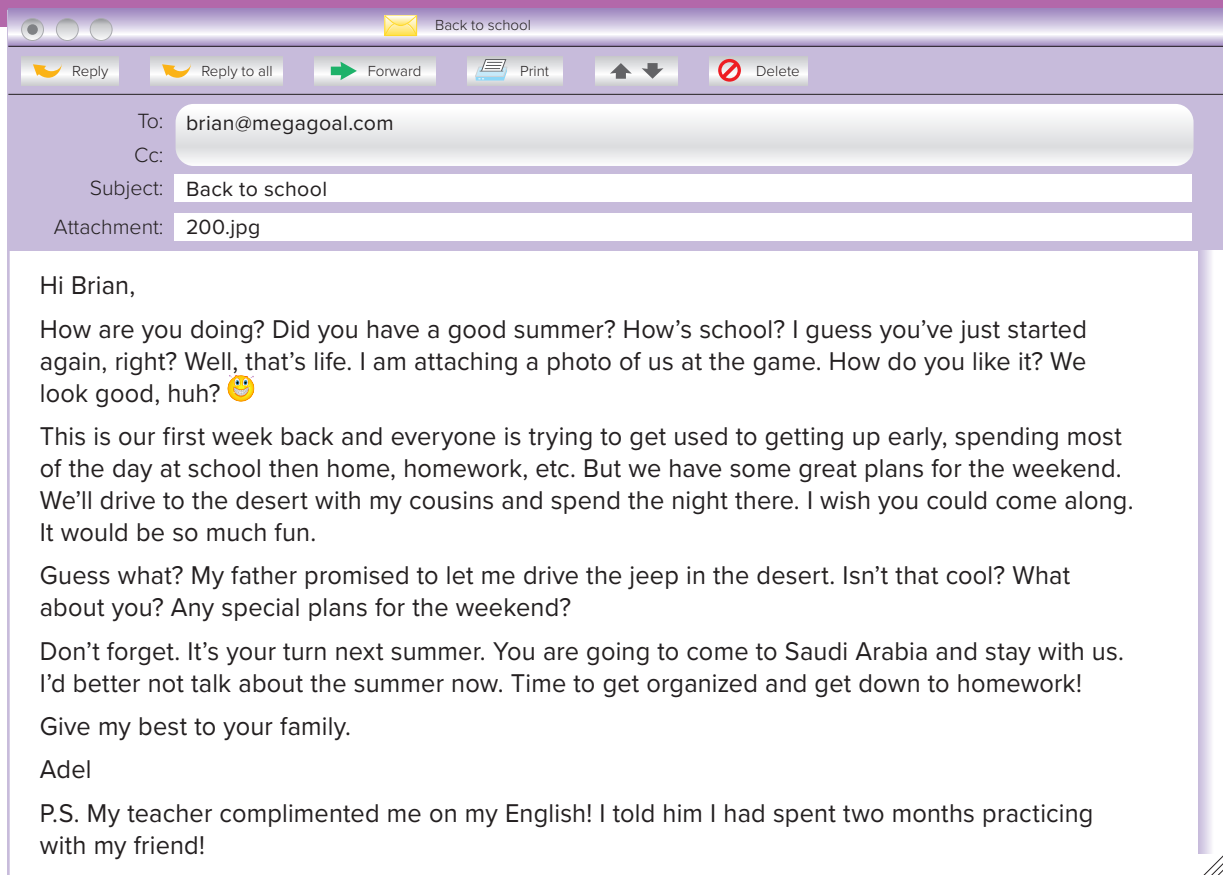 Back to school
Reply
Reply to all
Forward
Print
Delete
To: brian@megagoal.com
Cc:
Subject: Back to school
Attachment: 200.jpg
Hi Brian,
How are you doing? Did you have a good summer? How's school? I guess you've just started
again, right? Well, that's life. I am attaching a photo of us at the game. How do you like it? We
look good, huh?
This is our first week back and everyone is trying to get used to getting up early, spending most
of the day at school then home, homework, etc. But we have some great plans for the weekend.
We'll drive to the desert with my cousins and spend the night there. I wish you could come along.
It would be so much fun.
Guess what? My father promised to let me drive the jeep in the desert. Isn't that cool? What
about you? Any special plans for the weekend?
Don't forget. It's your turn next summer. You are going to come to Saudi Arabia and stay with us.
I'd better not talk about the summer now. Time to get organized and get down to homework!
Give my best to your family.
Adel
P.S. My teacher complimented me on my English! I told him I had spent two months practicing
with my friend!